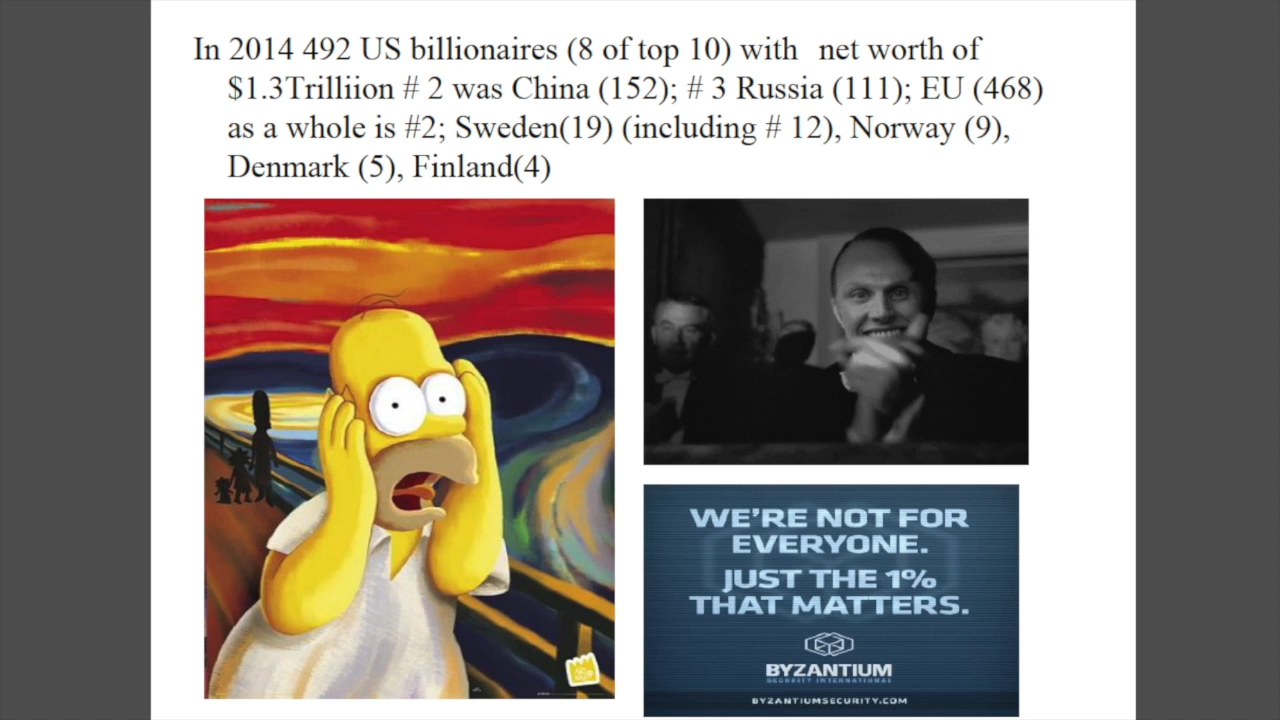 In 2014 492 US billionaires (8 of top 10) with net worth of
$1.3Trilliion # 2 was China (152); # 3 Russia (111); EU (468)
as a whole is #2; Sweden(19) (including # 12), Norway (9),
Denmark (5), Finland(4)
WE'RE NOT FOR
EVERYONE.
JUST THE 1%
THAT MATTERS.
BYZANTIUM
SECURITY INTERNATIONAL
BYZANTIUMSECURITY.COM